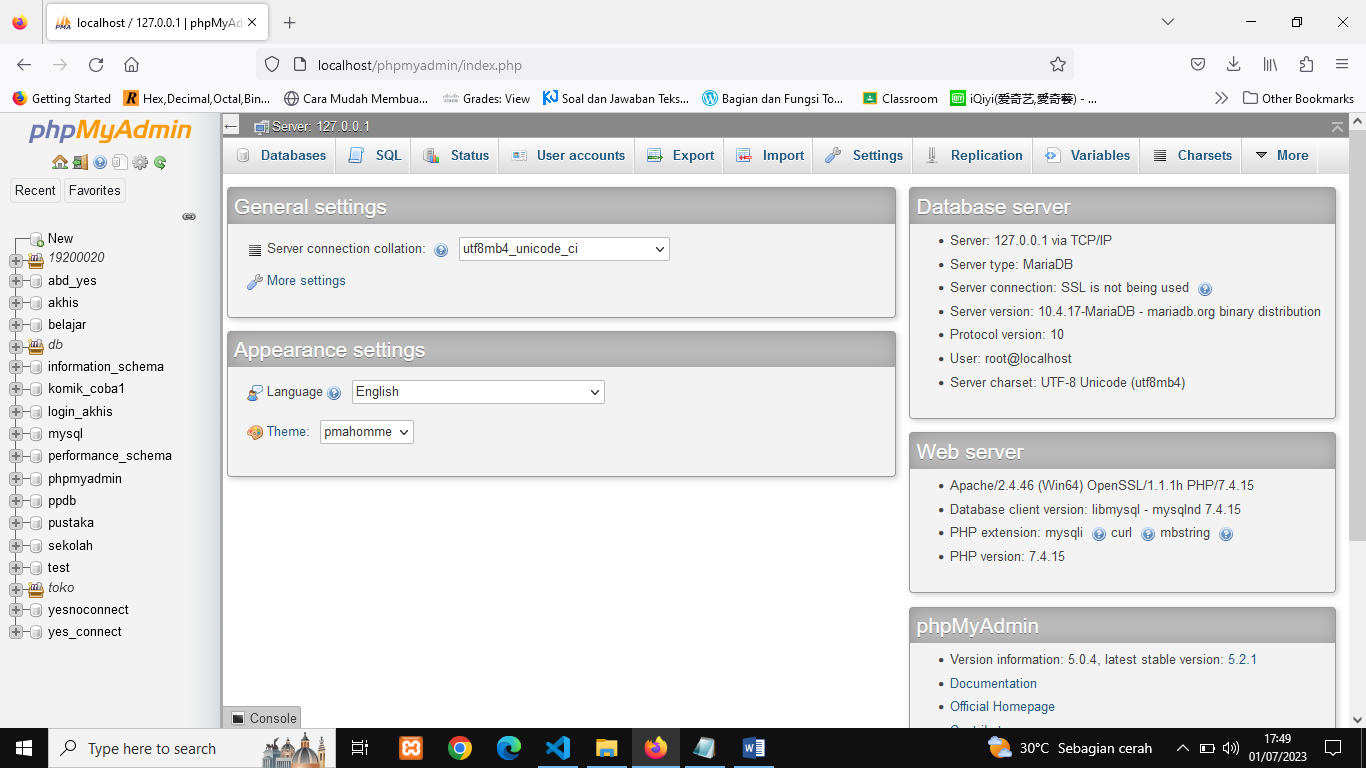 localhost / 127.0.0.1 | phpMyAd
localhost/phpmyadmin/index.php
Getting Started
Hex,Decimal,Octal,Bin...
Cara Mudah Membua...
Grades: View
Soal dan Jawaban Teks...
Bagian dan Fungsi To...
Classroom
iQiyi(爱奇艺,愛奇藝) - ...
Other Bookmarks
phpMyAdmin
Recent
Favorites
New
19200020
abd_yes
akhis
belajar
db
information_schema
komik_coba1
login_akhis
mysql
performance_schema
phpmyadmin
ppdb
pustaka
sekolah
test
toko
yesnoconnect
yes_connect
Server: 127.0.0.1
Databases
SQL
Status
User accounts
Export
Import
Settings
Replication
Variables
Charsets
More
General settings
Server connection collation:
utf8mb4_unicode_ci
More settings
Appearance settings
Language
English
Theme:
pmahomme
Database server
Server: 127.0.0.1 via TCP/IP
Server type: MariaDB
Server connection: SSL is not being used
Server version: 10.4.17-MariaDB - mariadb.org binary distribution
Protocol version: 10
User: root@localhost
Server charset: UTF-8 Unicode (utf8mb4)
Web server
Apache/2.4.46 (Win64) OpenSSL/1.1.1h PHP/7.4.15
Database client version: libmysql - mysqlnd 7.4.15
PHP extension: mysqli curl mbstring
PHP version: 7.4.15
phpMyAdmin
Version information: 5.0.4, latest stable version: 5.2.1
Documentation
Official Homepage
Console
Type here to search
30°C Sebagian cerah
17:49
01/07/2023